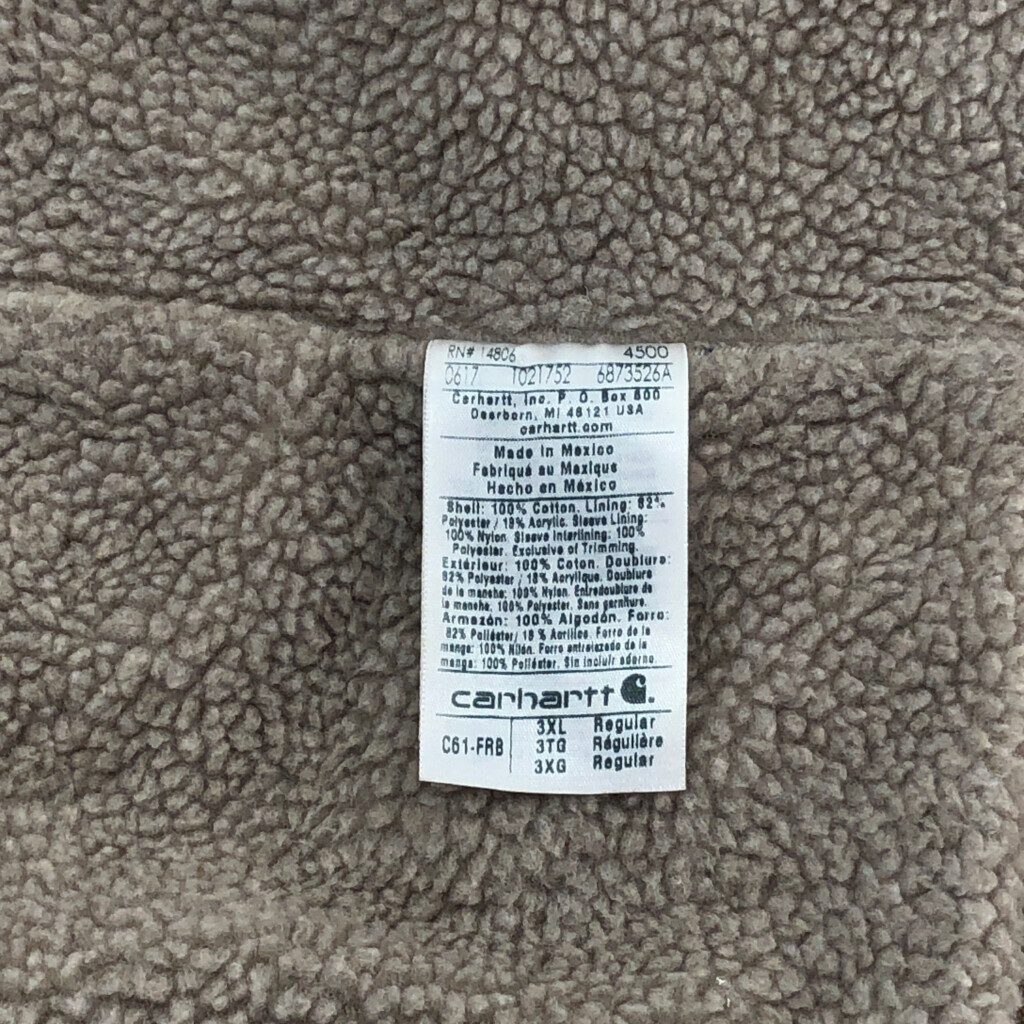 RN# 14806 4500
0617 1021752 6873526A
Carhartt, Inc. P. O. Box 600
Dearborn, MI 48121 USA
carhartt.com
Made in Mexico
Fabriqué au Mexique
Hecho en México
Shell: 100% Cotton. Lining: 82%
Polyester / 18% Acrylic. Sleeve Lining:
100% Nylon. Sleeve Interlining: 100%
Polyester. Exclusive of Trimming.
Extérieur: 100% Coton. Doublure:
82% Polyester / 18% Acrylique. Doublure
de la manche: 100% Nylon. Entredoublure de
la manche: 100% Polyester. Sans garniture.
Armazón: 100% Algodón. Forro:
82% Poliéster/ 18 % Acrílico. Forro de la
manga: 100% Nilón. Forro entrelazado de la
manga: 100% Poliéster. Sin incluir adorno.
carhartt
C61-FRB 3XL Regular
3TG Régulière
3XG Regular